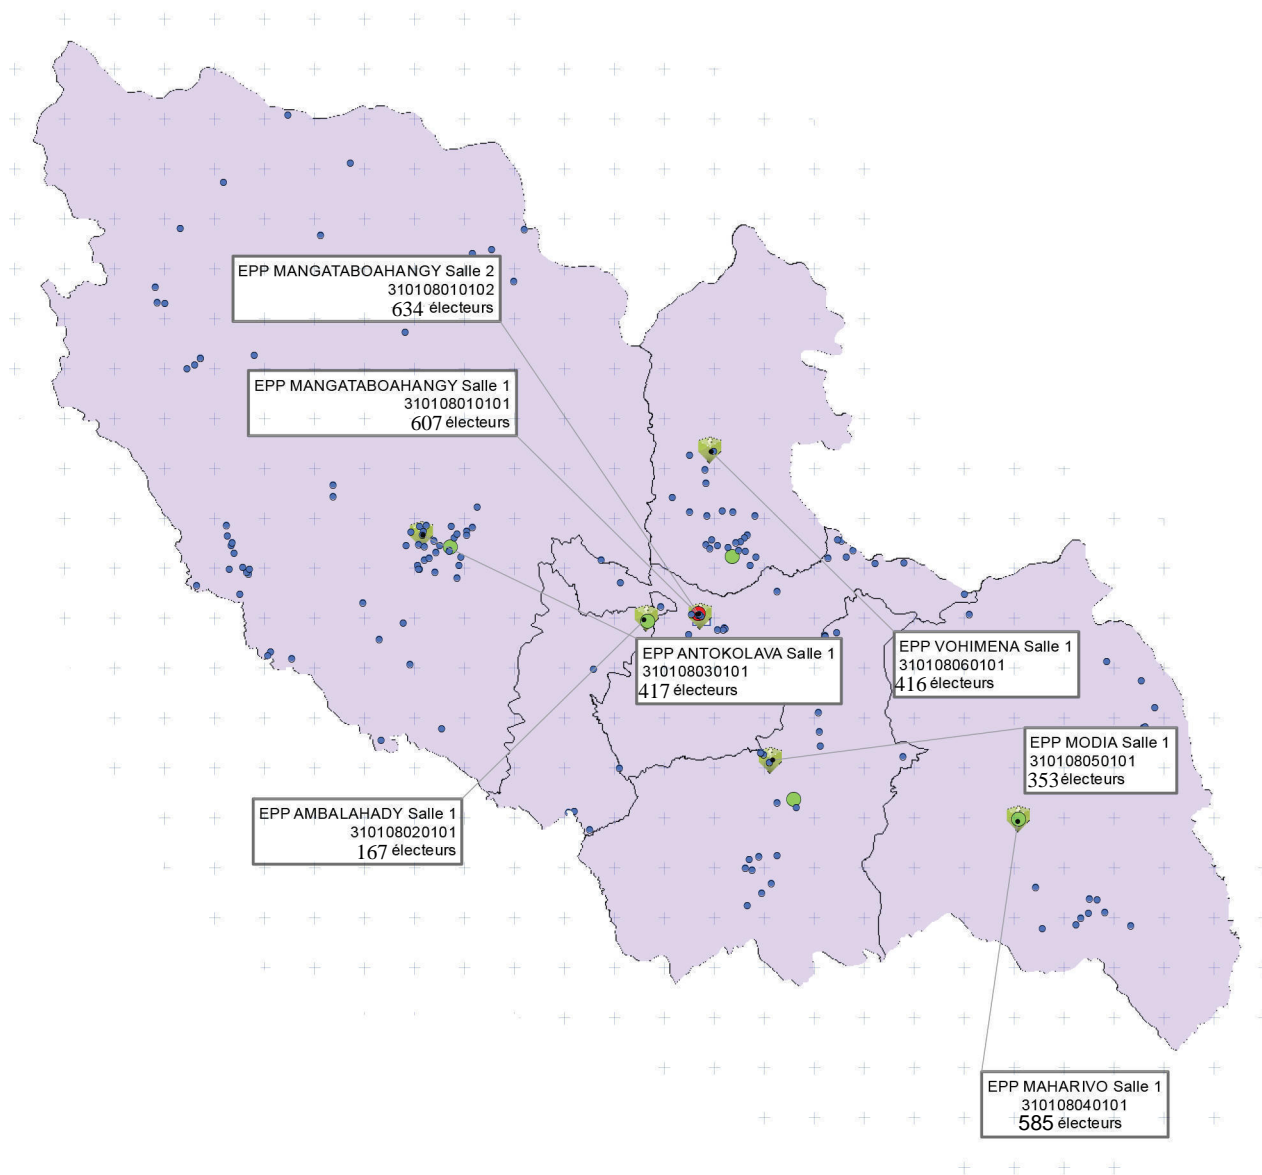 EPP MANGATABOAHANGY Salle 2
310108010102
634 électeurs
EPP MANGATABOAHANGY Salle 1
310108010101
607 électeurs
EPP ANTOKOLAVA Salle 1
310108030101
417 électeurs
EPP VOHIMENA Salle 1
310108060101
416 électeurs
EPP MODIA Salle 1
310108050101
353 électeurs
EPP AMBALAHADY Salle 1
310108020101
167 électeurs
EPP MAHARIVO Salle 1
310108040101
585 électeurs